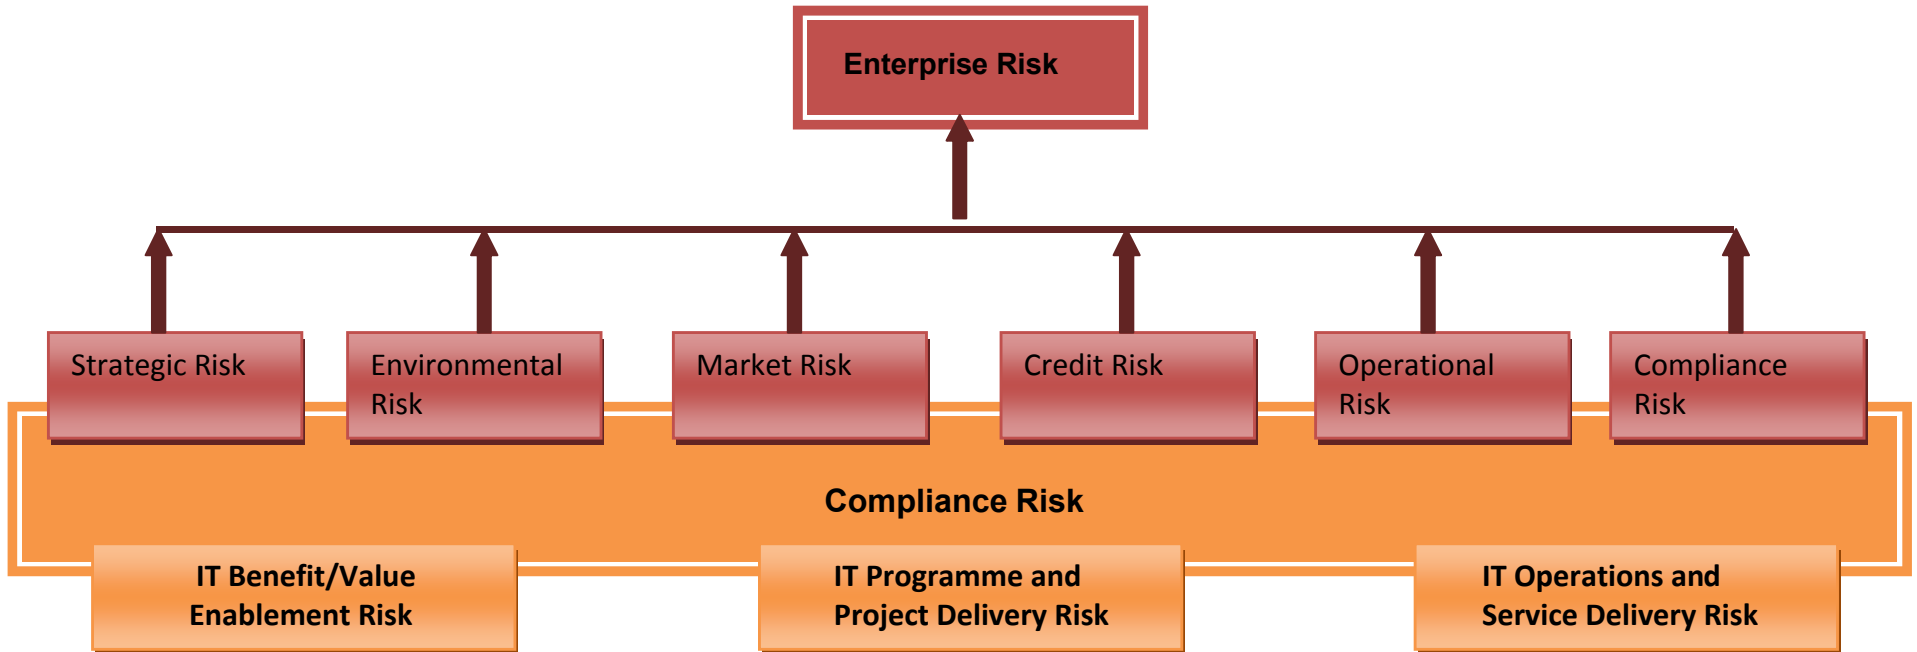 Enterprise Risk
Strategic Risk
Environmental
Risk
Market Risk
Credit Risk
Operational
Risk
Compliance
Risk
Compliance Risk
IT Benefit/Value
Enablement Risk
IT Programme and
Project Delivery Risk
IT Operations and
Service Delivery Risk